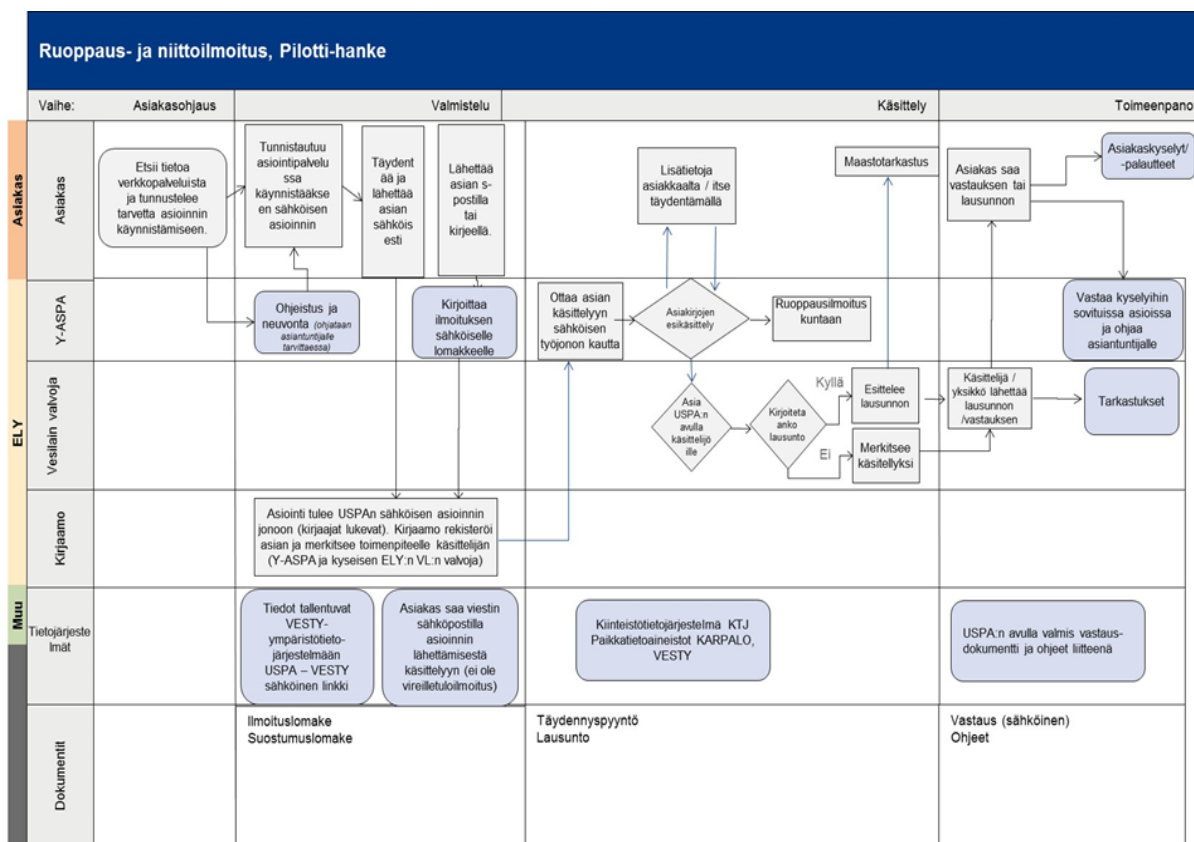 Ruoppaus- ja niittoilmoitus, Pilotti-hanke
Vaihe:
Asiakasohjaus
Valmistelu
Käsittely
Toimeenpano
Asiakas
Asiakas
Etsii tietoa
verkkopalveluista
ja tunnustelee
tarvetta asioinnin
käynnistämiseen.
Tunnistautuu
asiointipalvelu
ssa
käynnistääkse
en sähköisen
asioinnin
Täydent
ää ja
lähettää
asian
sähköis
esti
Lähettää
asian s-
postilla
tai
kirjeellä.
Lisätietoja
asiakkaalta / itse
täydentämällä
Maastotarkastus
Asiakas saa
vastauksen tai
lausunnon
Asiakaskyselyt/
-palautteet
ELY
Y-ASPA
Ohjeistus ja
neuvonta (ohjataan
asiantuntijalle
tarvittaessa)
Kirjoittaa
ilmoituksen
sähköiselle
lomakkeelle
Ottaa asian
käsittelyyn
sähköisen
työjonon kautta
Asiakirjojen
esikäsittely
Ruoppausilmoitus
kuntaan
Vastaa kyselyihin
sovituissa asioissa
ja ohjaa
asiantuntijalle
Vesilain valvoja
Asia
USPA:n
avulla
käsittelijö
ille
Kirjoiteta
anko
lausunto
Kyllä
Ei
Esittelee
lausunnon
Merkitsee
käsitellyksi
Käsittelijä /
yksikkö lähettää
lausunnon
/vastauksen
Tarkastukset
Kirjaamo
Asiointi tulee USPAn sähköisen asioinnin
jonoon (kirjaajat lukevat). Kirjaamo rekisteröi
asian ja merkitsee toimenpiteelle käsittelijän
(Y-ASPA ja kyseisen ELY:n VL:n valvoja)
Muu
Tietojärjeste
lmät
Tiedot tallentuvat
VESTY-
ympäristötieto-
järjestelmään
USPA – VESTY
sähköinen linkki
Asiakas saa viestin
sähköpostilla
asioinnin
lähettämisestä
käsittelyyn (ei ole
vireilletuloilmoitus)
Kiinteistötietojärjestelmä KTJ
Paikkatietoaineistot KARPALO,
VESTY
USPA:n avulla valmis vastaus-
dokumentti ja ohjeet liitteenä
Dokumentit
Ilmoituslomake
Suostumuslomake
Täydennyspyyntö
Lausunto
Vastaus (sähköinen)
Ohjeet